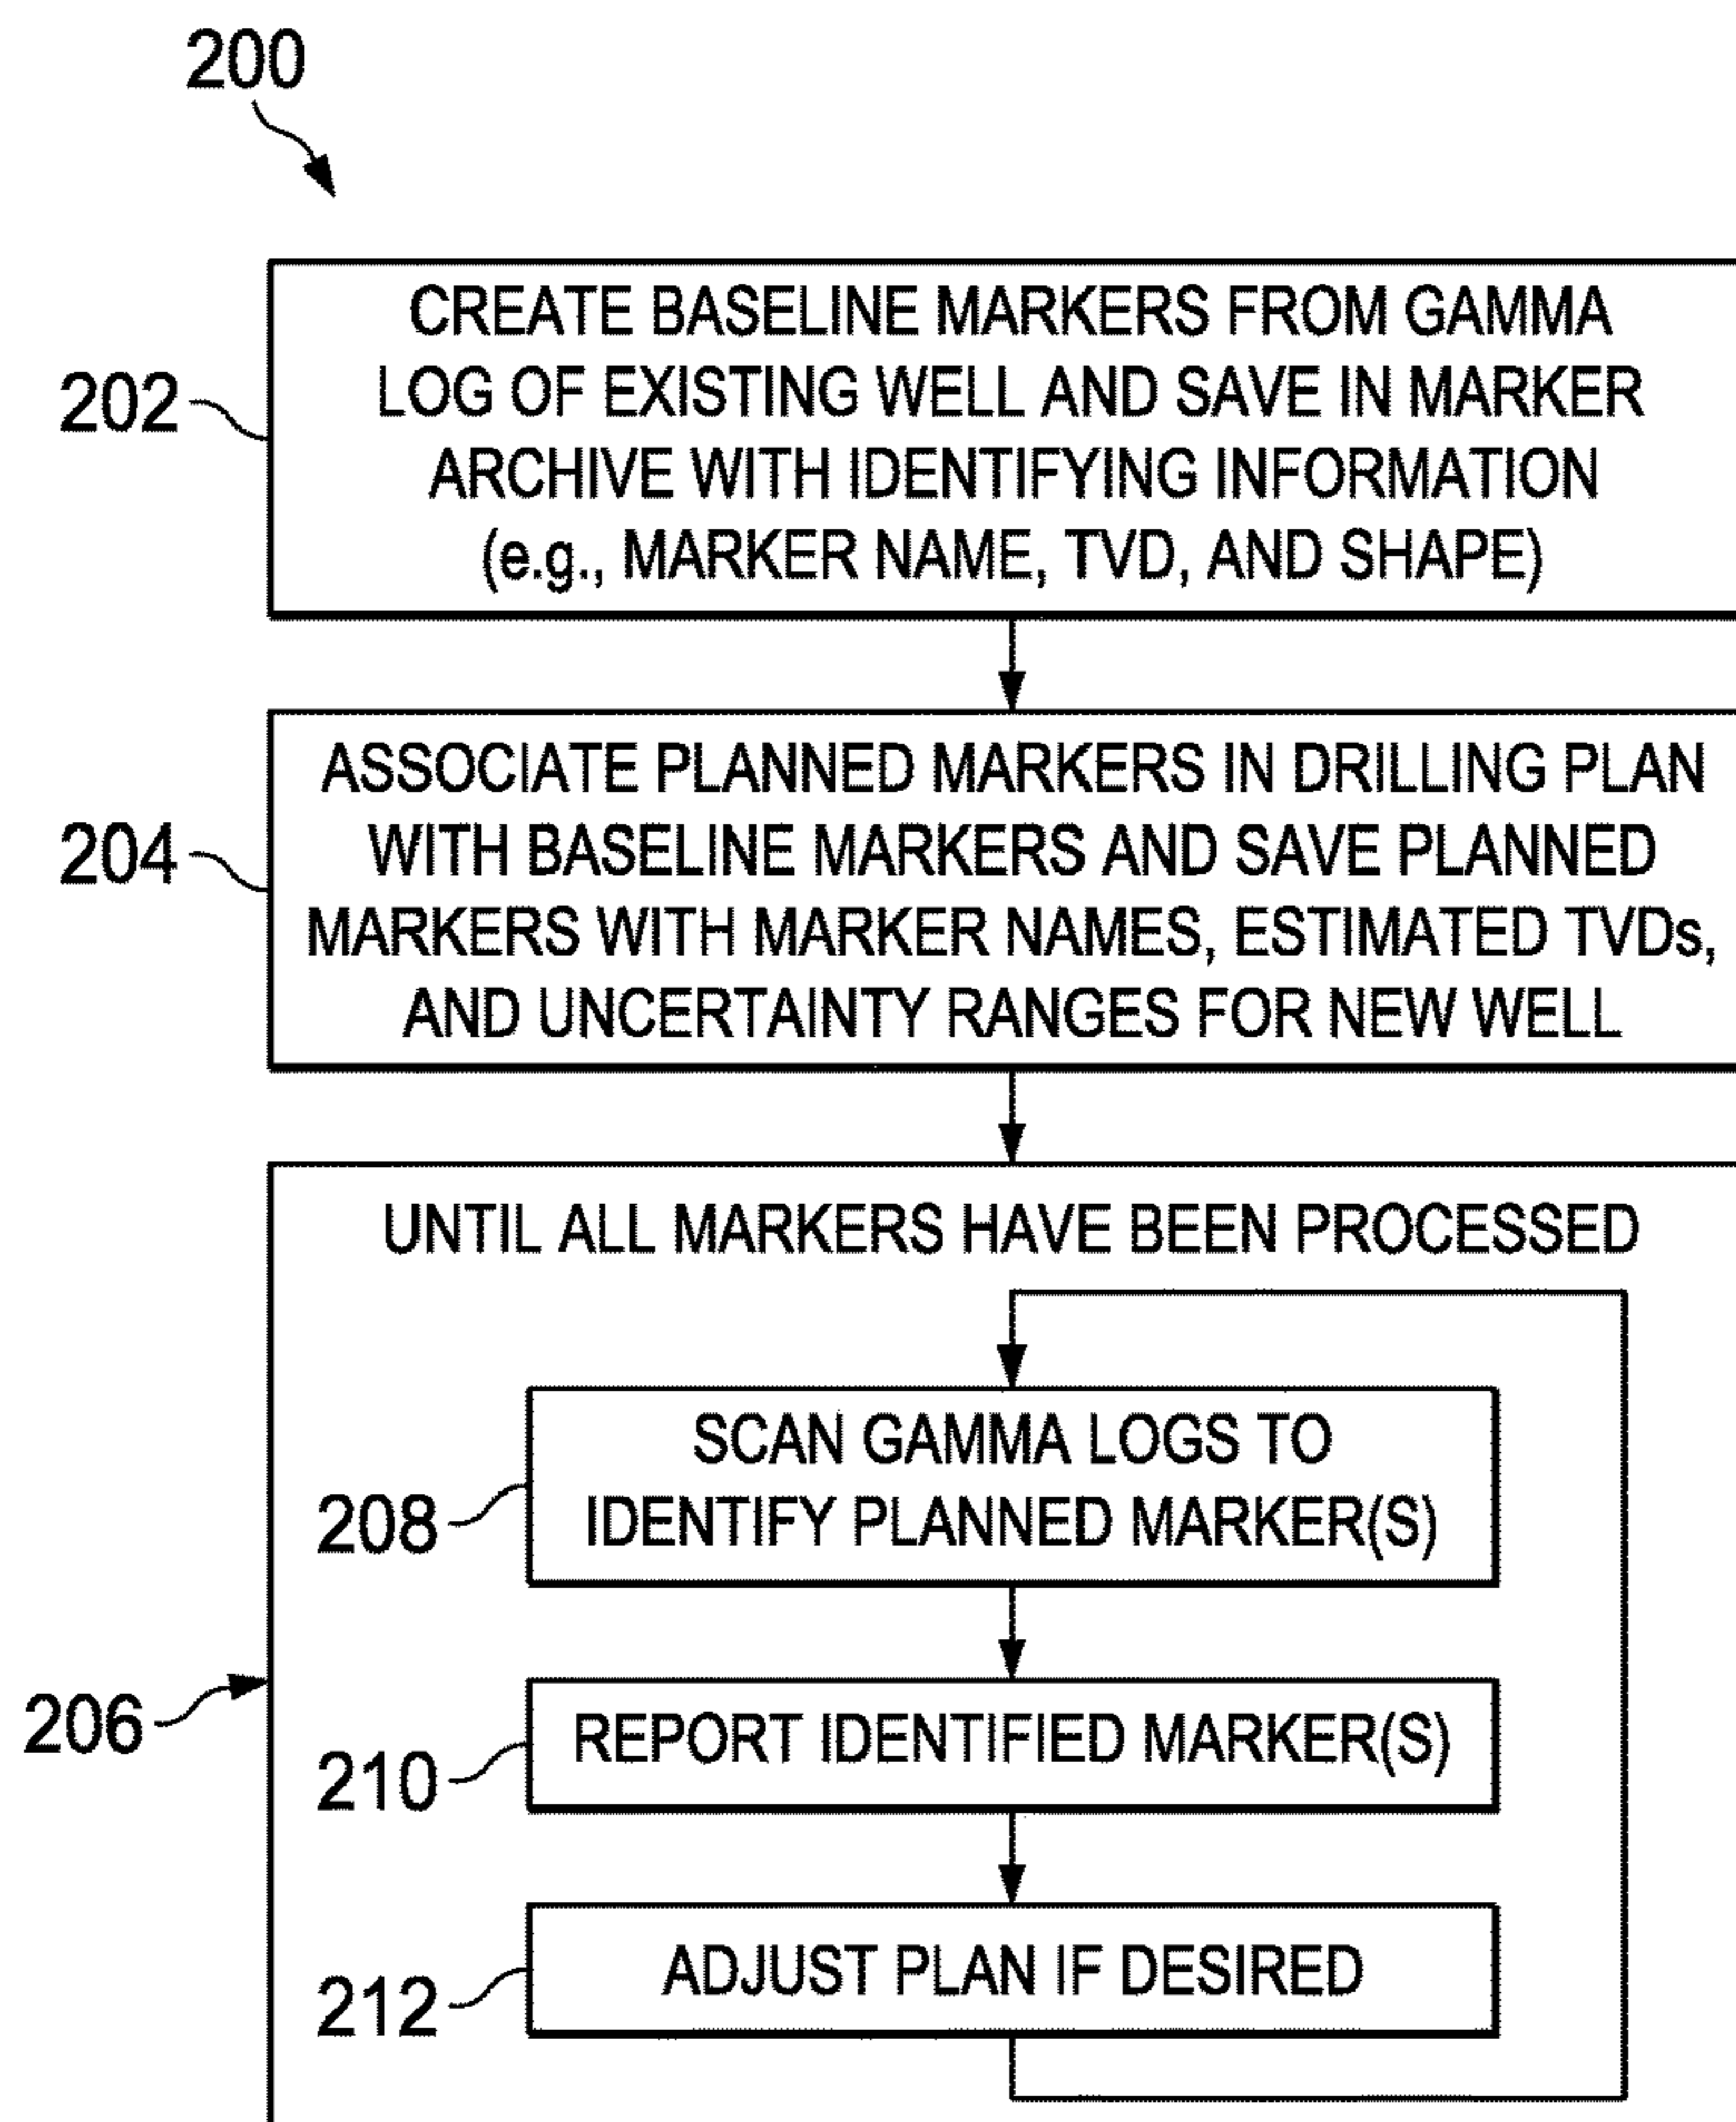 200
202
CREATE BASELINE MARKERS FROM GAMMA
LOG OF EXISTING WELL AND SAVE IN MARKER
ARCHIVE WITH IDENTIFYING INFORMATION
(e.g., MARKER NAME, TVD, AND SHAPE)
204
ASSOCIATE PLANNED MARKERS IN DRILLING PLAN
WITH BASELINE MARKERS AND SAVE PLANNED
MARKERS WITH MARKER NAMES, ESTIMATED TVDs,
AND UNCERTAINTY RANGES FOR NEW WELL
206
UNTIL ALL MARKERS HAVE BEEN PROCESSED
208
SCAN GAMMA LOGS TO
IDENTIFY PLANNED MARKER(S)
210
REPORT IDENTIFIED MARKER(S)
212
ADJUST PLAN IF DESIRED